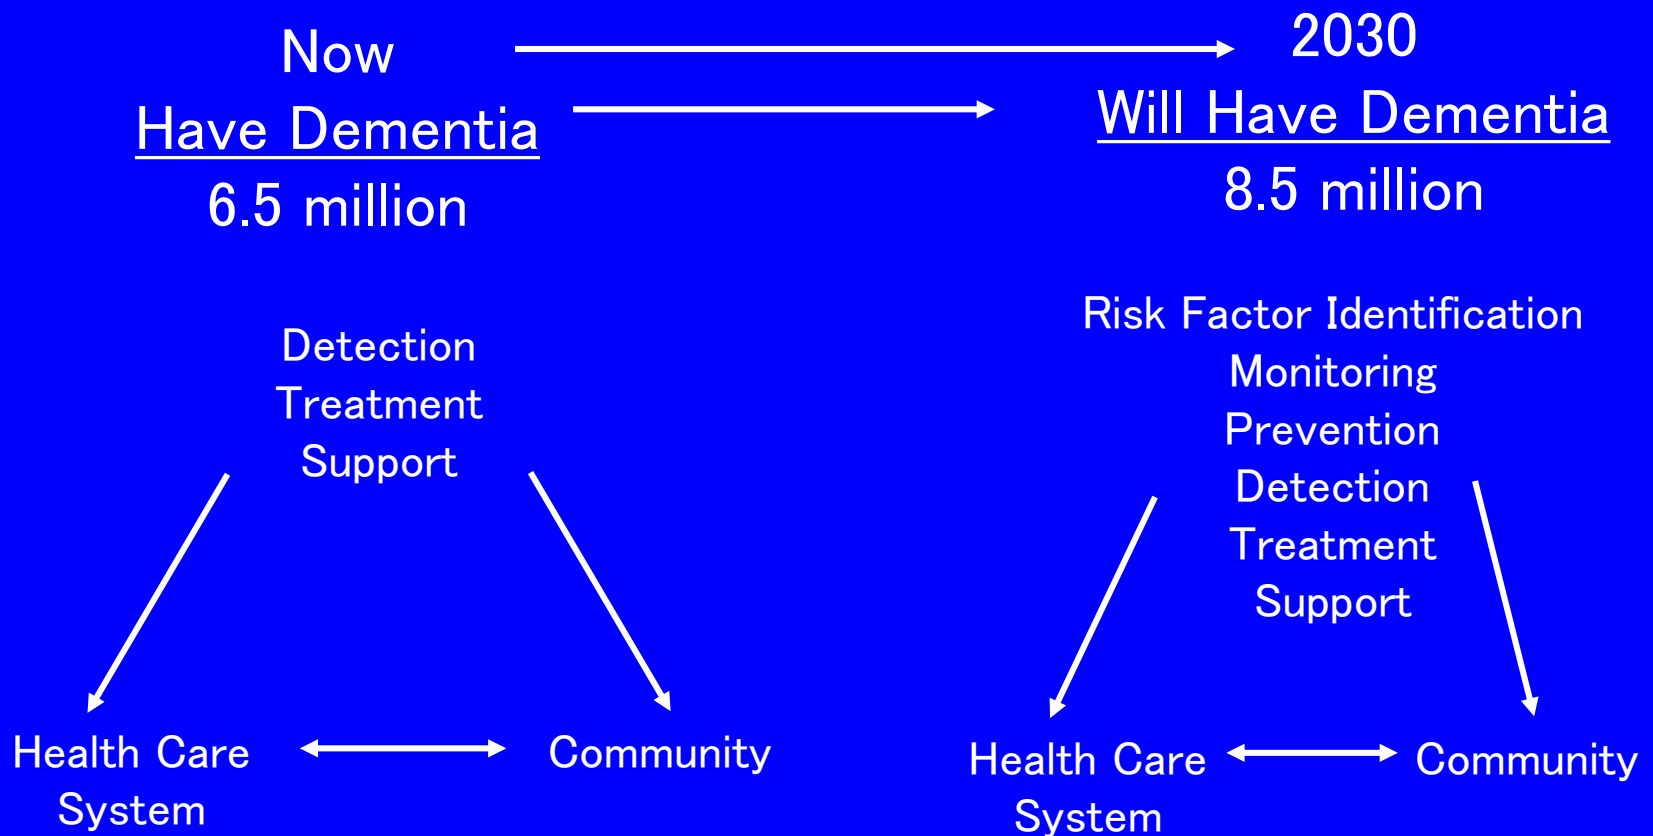 Now
Have Dementia
6.5 million
2030
Will Have Dementia
8.5 million
Detection
Treatment
Support
Health Care
System
Community
Risk Factor Identification
Monitoring
Prevention
Detection
Treatment
Support
Health Care
System
Community